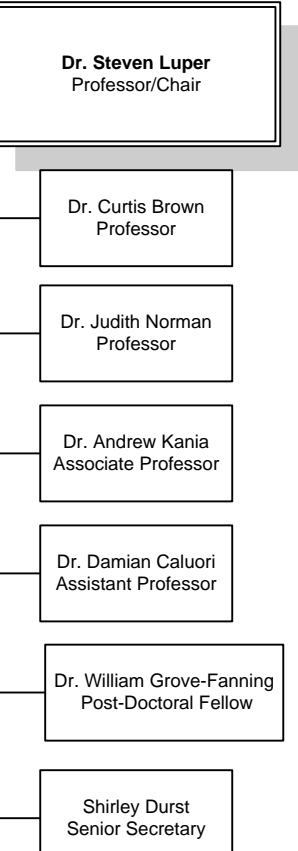 Dr. Steven Luper
Professor/Chair
Dr. Curtis Brown
Professor
Dr. Judith Norman
Professor
Dr. Andrew Kania
Associate Professor
Dr. Damian Caluori
Assistant Professor
Dr. William Grove-Fanning
Post-Doctoral Fellow
Shirley Durst
Senior Secretary